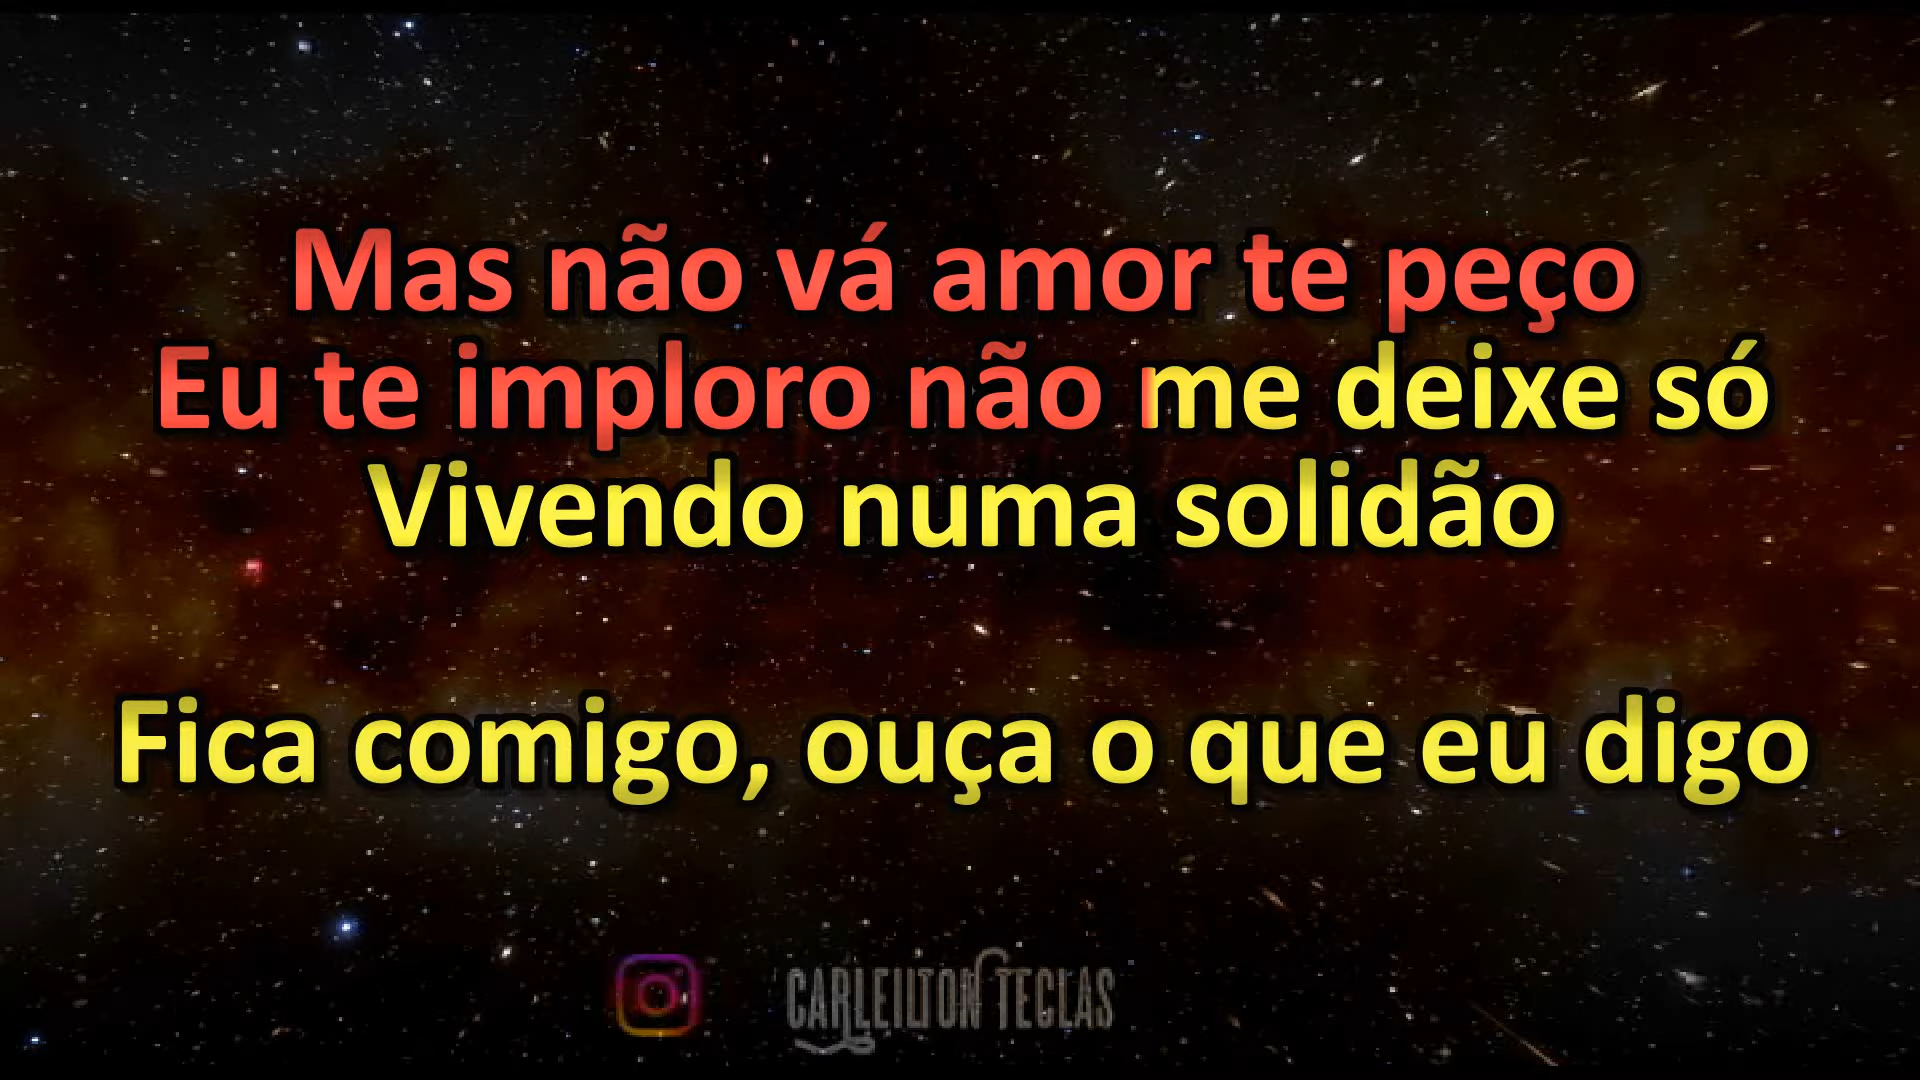 Mas não vá amor te peço
Eu te imploro não me deixe só
Vivendo numa solidão
Fica comigo, ouça o que eu digo
CARLEILTON TECLAS